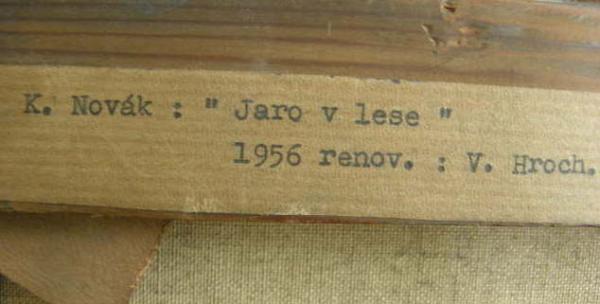 K. Novák : " Jaro v lese "
1956 renov. : V. Hroch.